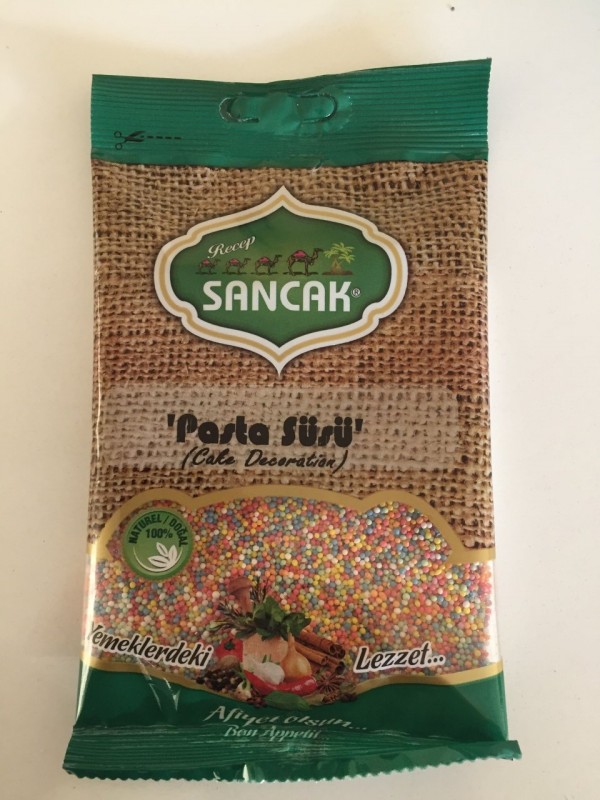 Recep
SANCAK®
'Pasta Süsü'
(Cake Decoration)
NATUREL / DOĞAL
100%
Yemeklerdeki
Lezzet...
Afiyet olsun...
Bon Appetit